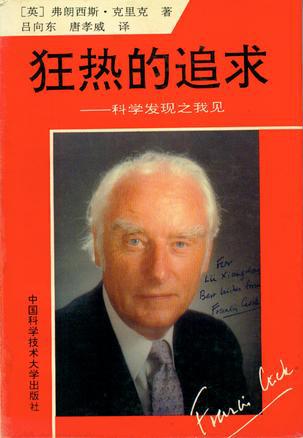 [英] 弗朗西斯·克里克 著
吕向东 唐孝威 译
狂热的追求
——科学发现之我见
For
Liu Xiangdong
Best wishes from
Francis Crick
中国科学技术大学出版社
Francis Crick